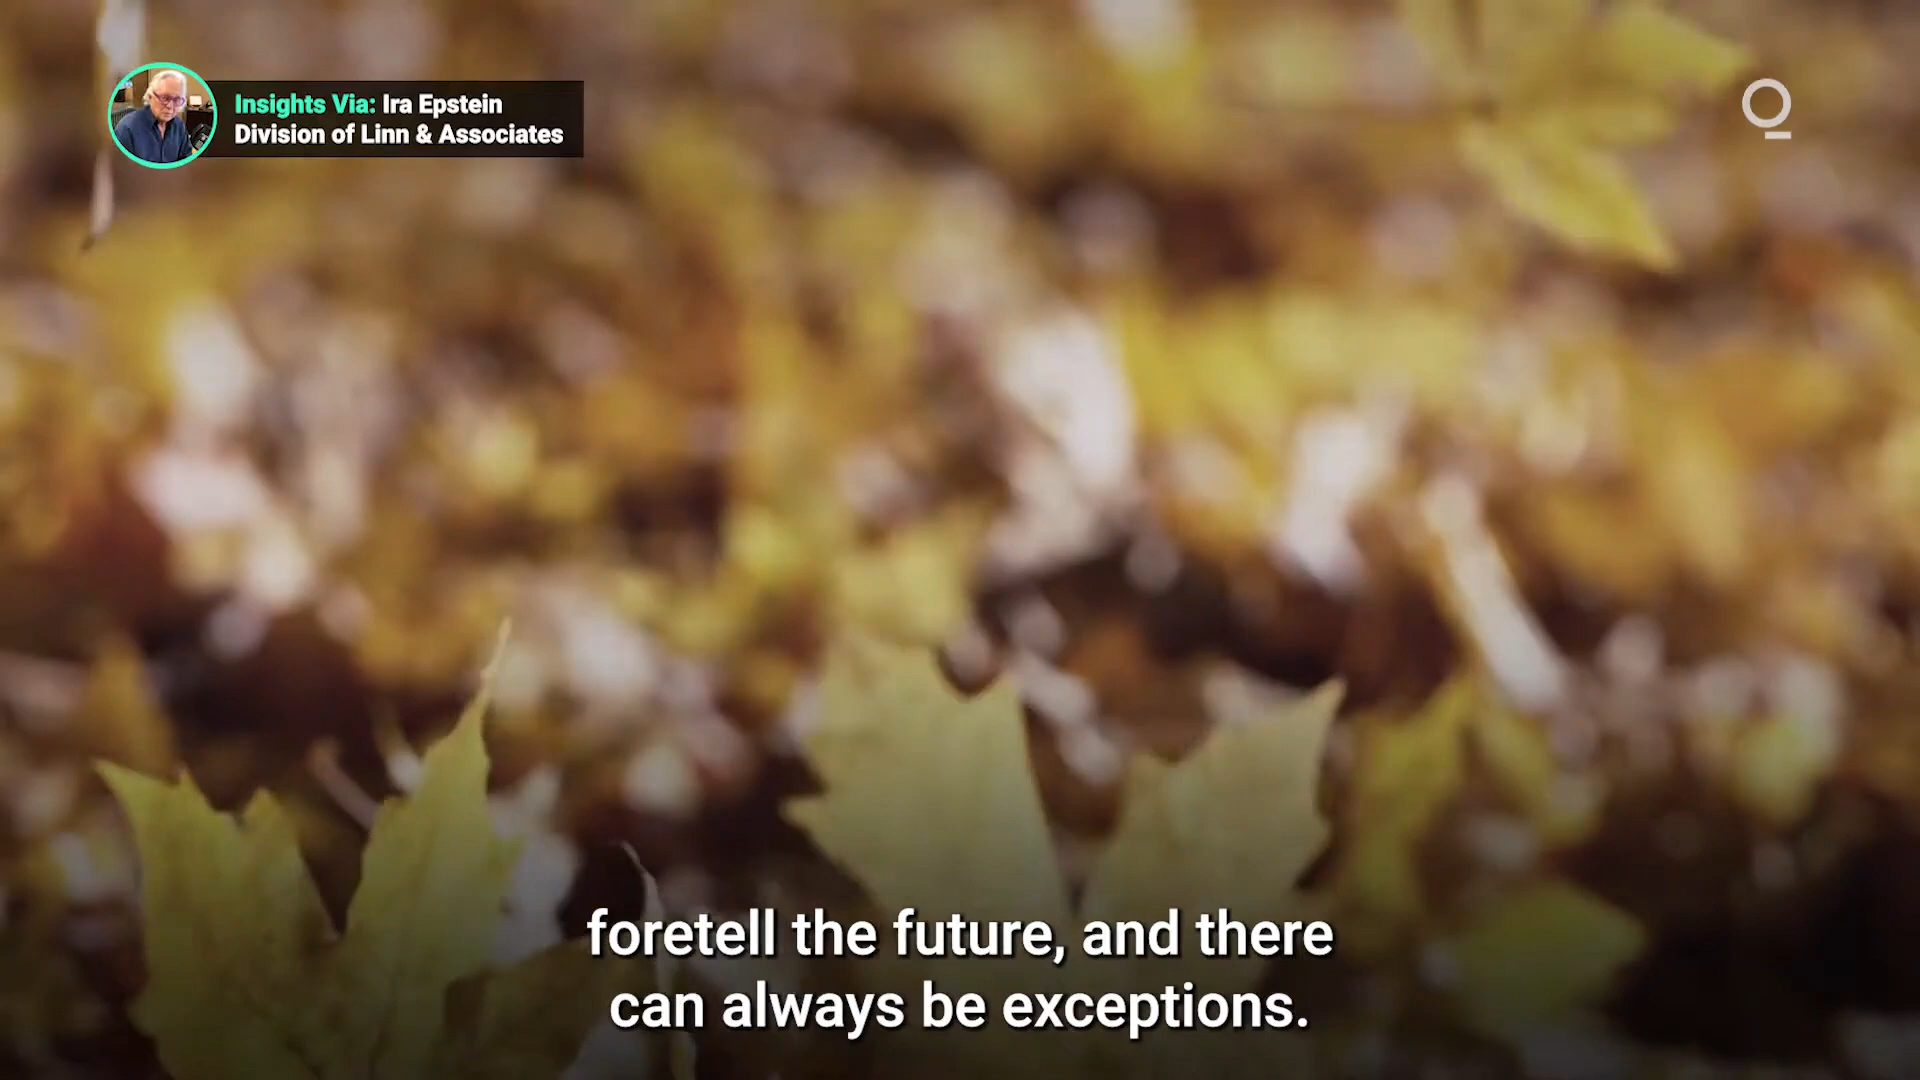 Insights Via: Ira Epstein
Division of Linn & Associates
foretell the future, and there
can always be exceptions.